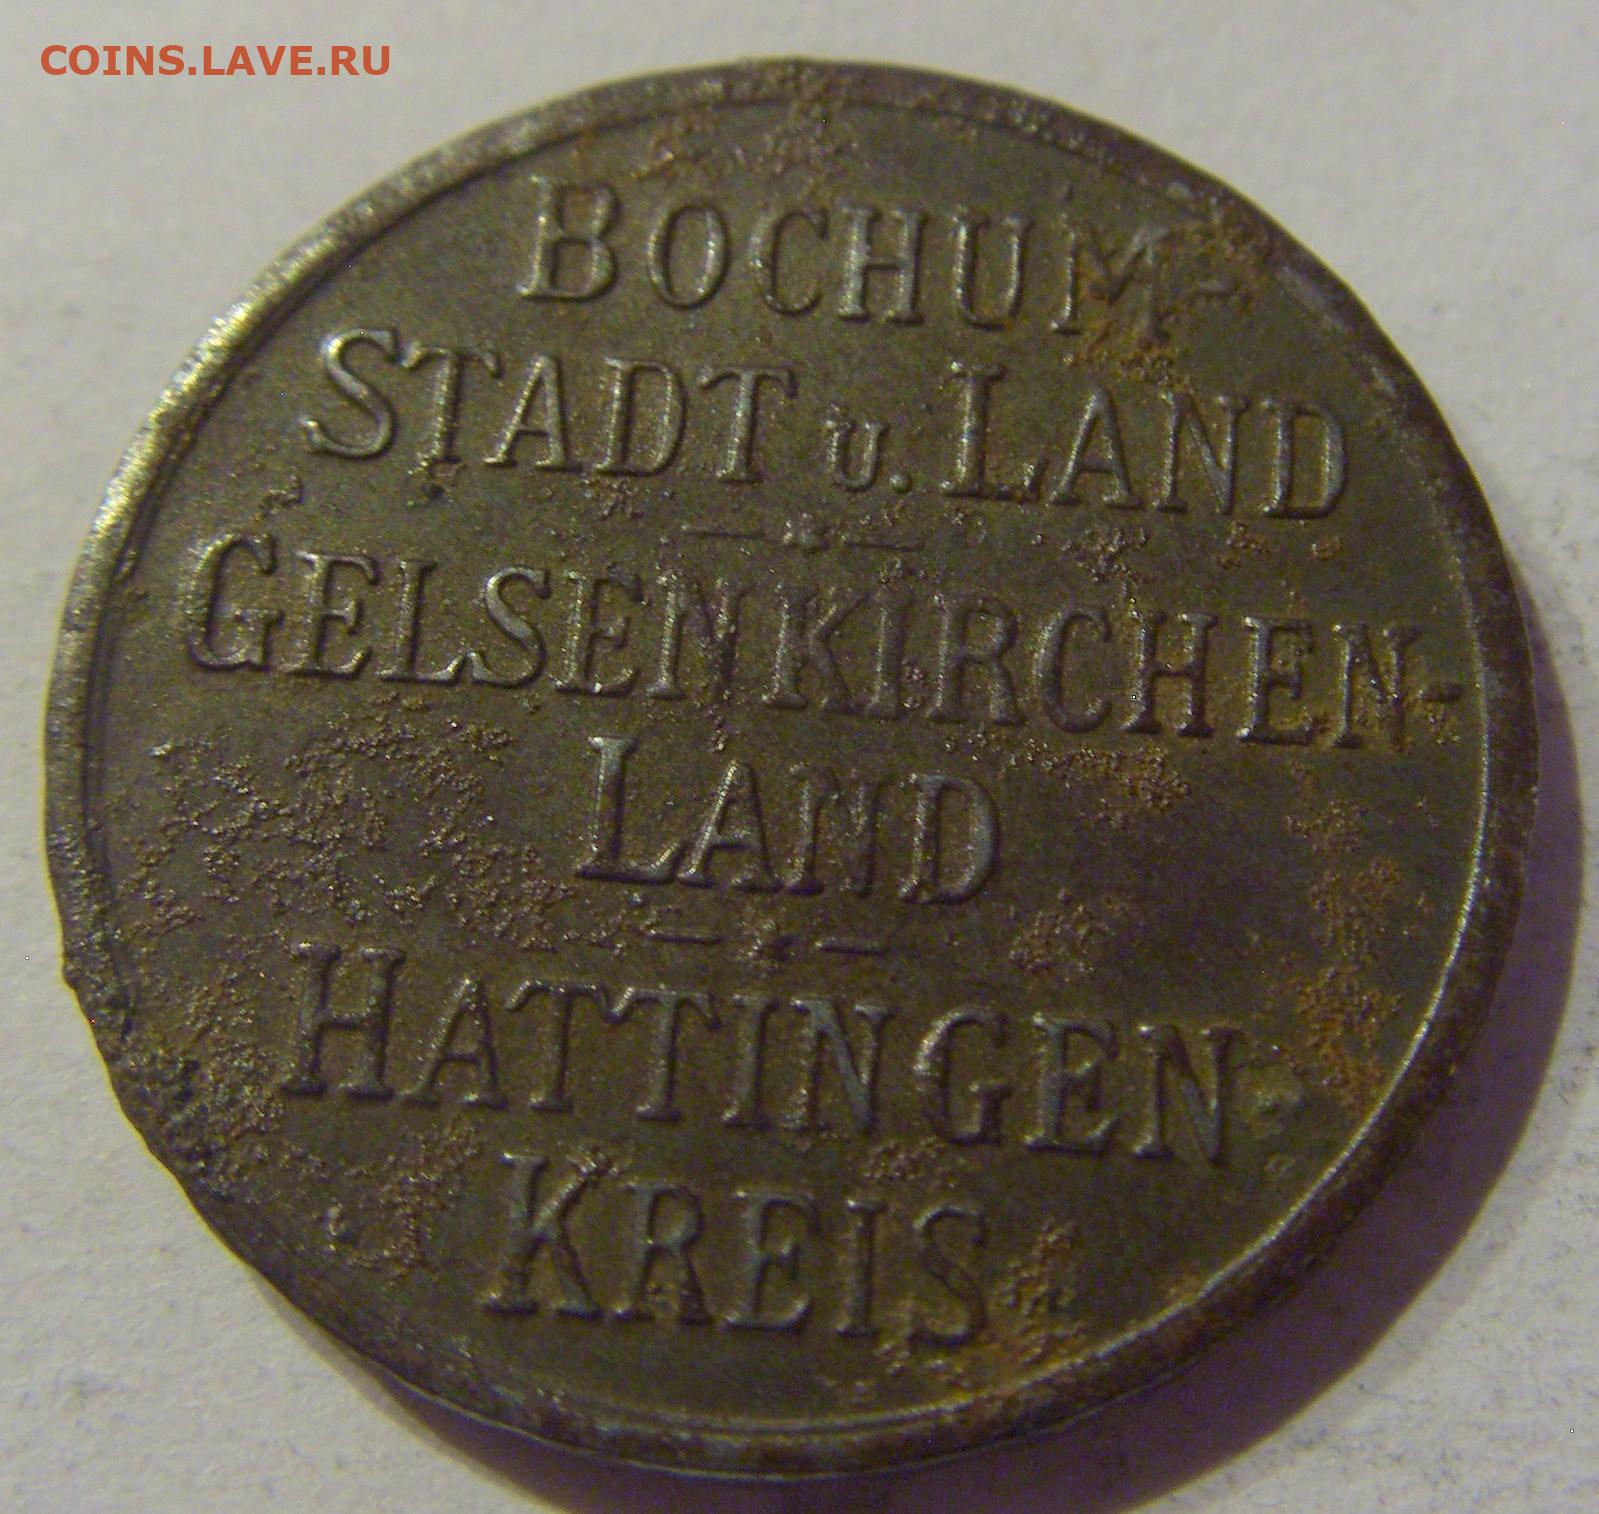 COINS.LAVE.RU
BOCHUM-
STADT u. LAND
GELSENKIRCHEN-
LAND
HATTINGEN-
KREIS